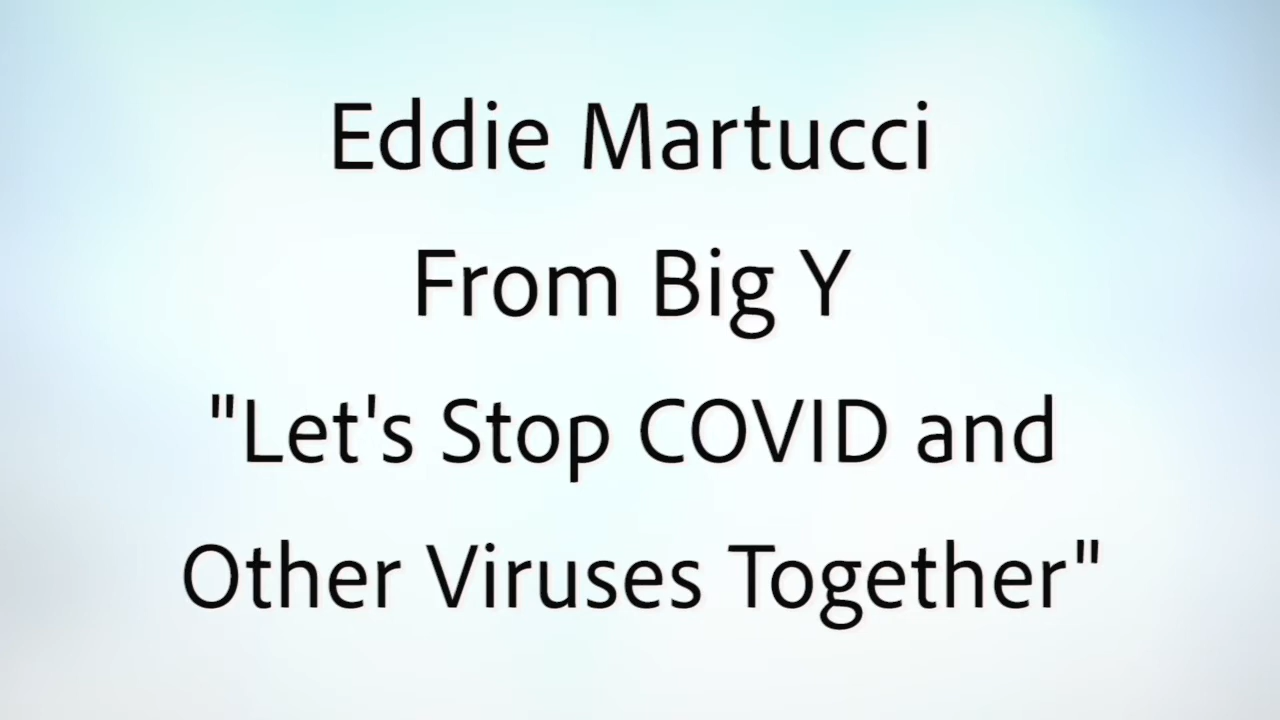 Eddie Martucci
From Big Y
"Let's Stop COVID and
Other Viruses Together"